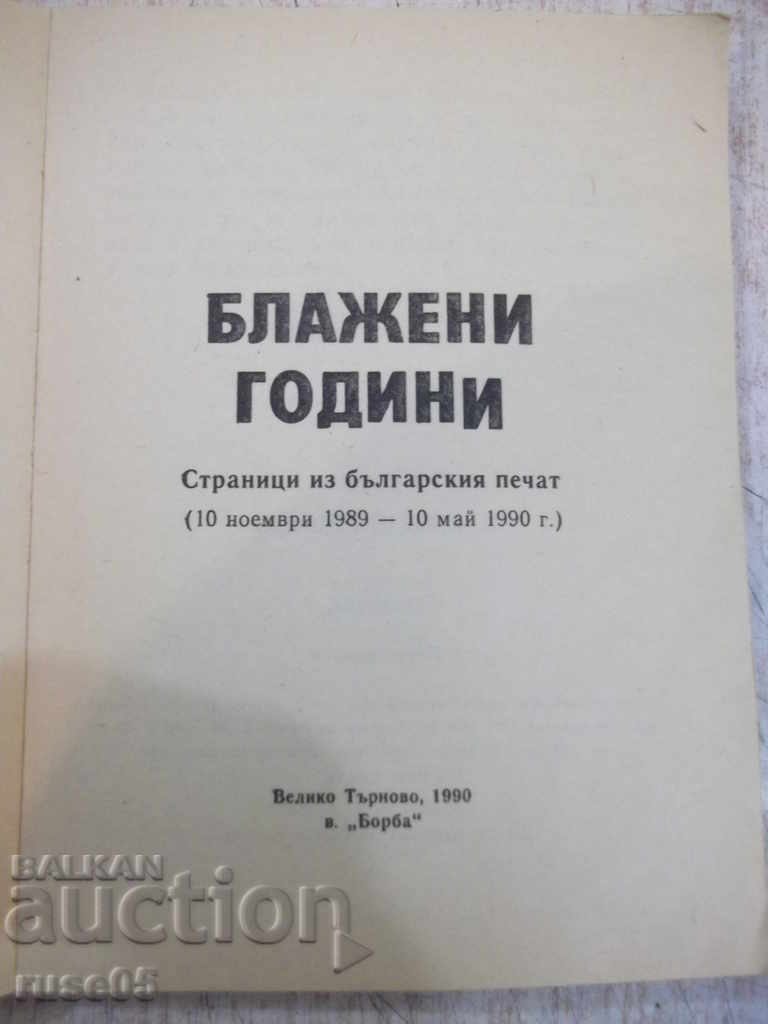 БЛАЖЕНИ
ГОДИНИ
Страници из българския печат
(10 ноември 1989 — 10 май 1990 г.)
Велико Търново, 1990
в. „Борба“
BALKAN
auction
ruse05